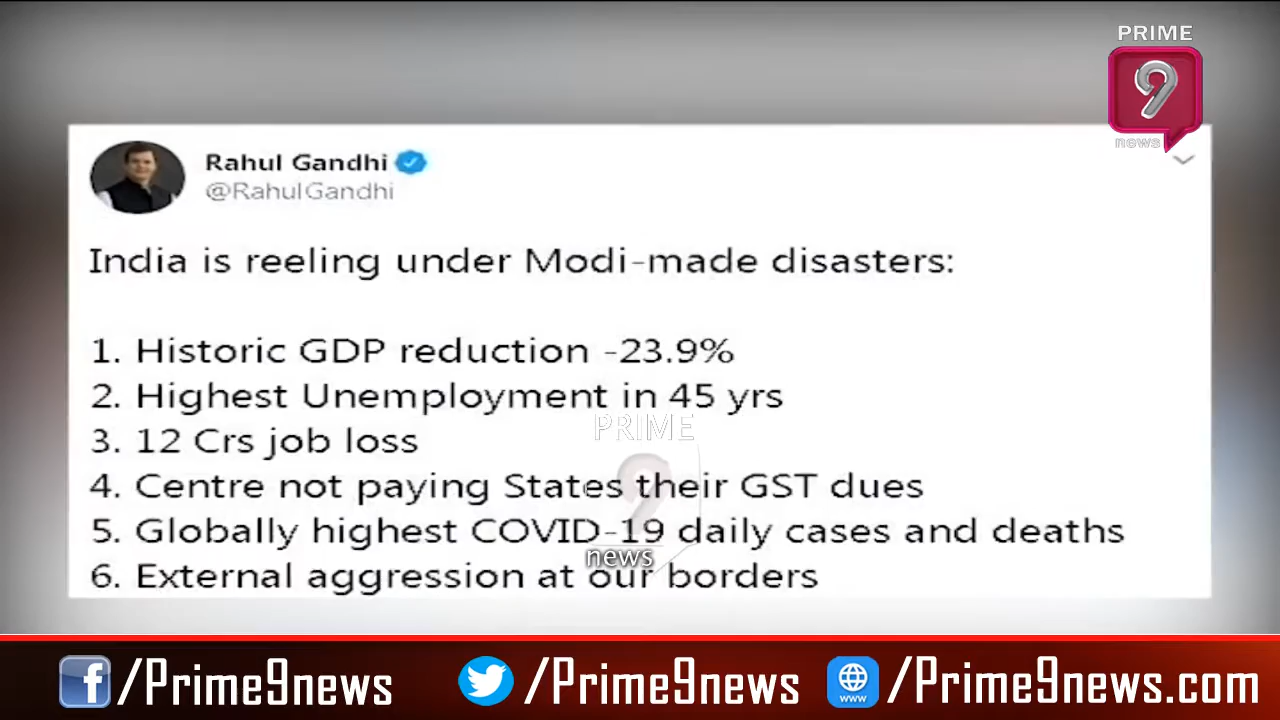 PRIME
9
news
Rahul Gandhi
@RahulGandhi
India is reeling under Modi-made disasters:
1. Historic GDP reduction -23.9%
2. Highest Unemployment in 45 yrs
3. 12 Crs job loss
4. Centre not paying States their GST dues
5. Globally highest COVID-19 daily cases and deaths
6. External aggression at our borders
PRIME
9
news
f/Prime9news /Prime9news www/Prime9news.com